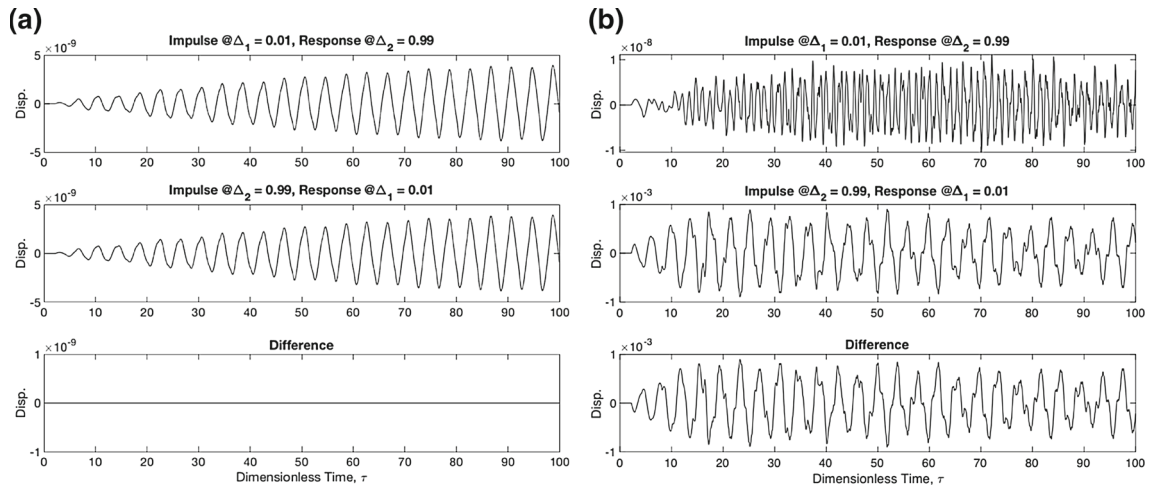 (a)
Impulse @Δ₁ = 0.01, Response @Δ₂ = 0.99
×10⁻⁹
5
0
-5
Disp.
0 10 20 30 40 50 60 70 80 90 100
Impulse @Δ₂ = 0.99, Response @Δ₁ = 0.01
×10⁻⁹
5
0
-5
Disp.
0 10 20 30 40 50 60 70 80 90 100
Difference
×10⁻⁹
1
0
-1
Disp.
0 10 20 30 40 50 60 70 80 90 100
Dimensionless Time, τ
(b)
Impulse @Δ₁ = 0.01, Response @Δ₂ = 0.99
×10⁻⁸
1
0
-1
Disp.
0 10 20 30 40 50 60 70 80 90 100
Impulse @Δ₂ = 0.99, Response @Δ₁ = 0.01
×10⁻³
1
0
-1
Disp.
0 10 20 30 40 50 60 70 80 90 100
Difference
×10⁻³
1
0
-1
Disp.
0 10 20 30 40 50 60 70 80 90 100
Dimensionless Time, τ